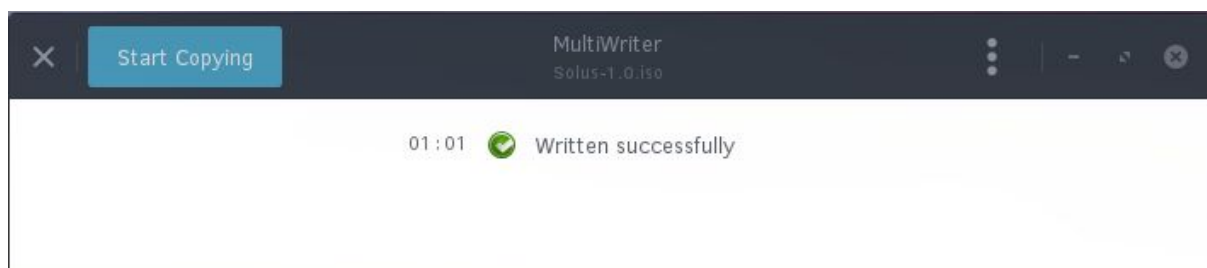 Start Copying
MultiWriter
Solus-1.0.iso
01:01 Written successfully